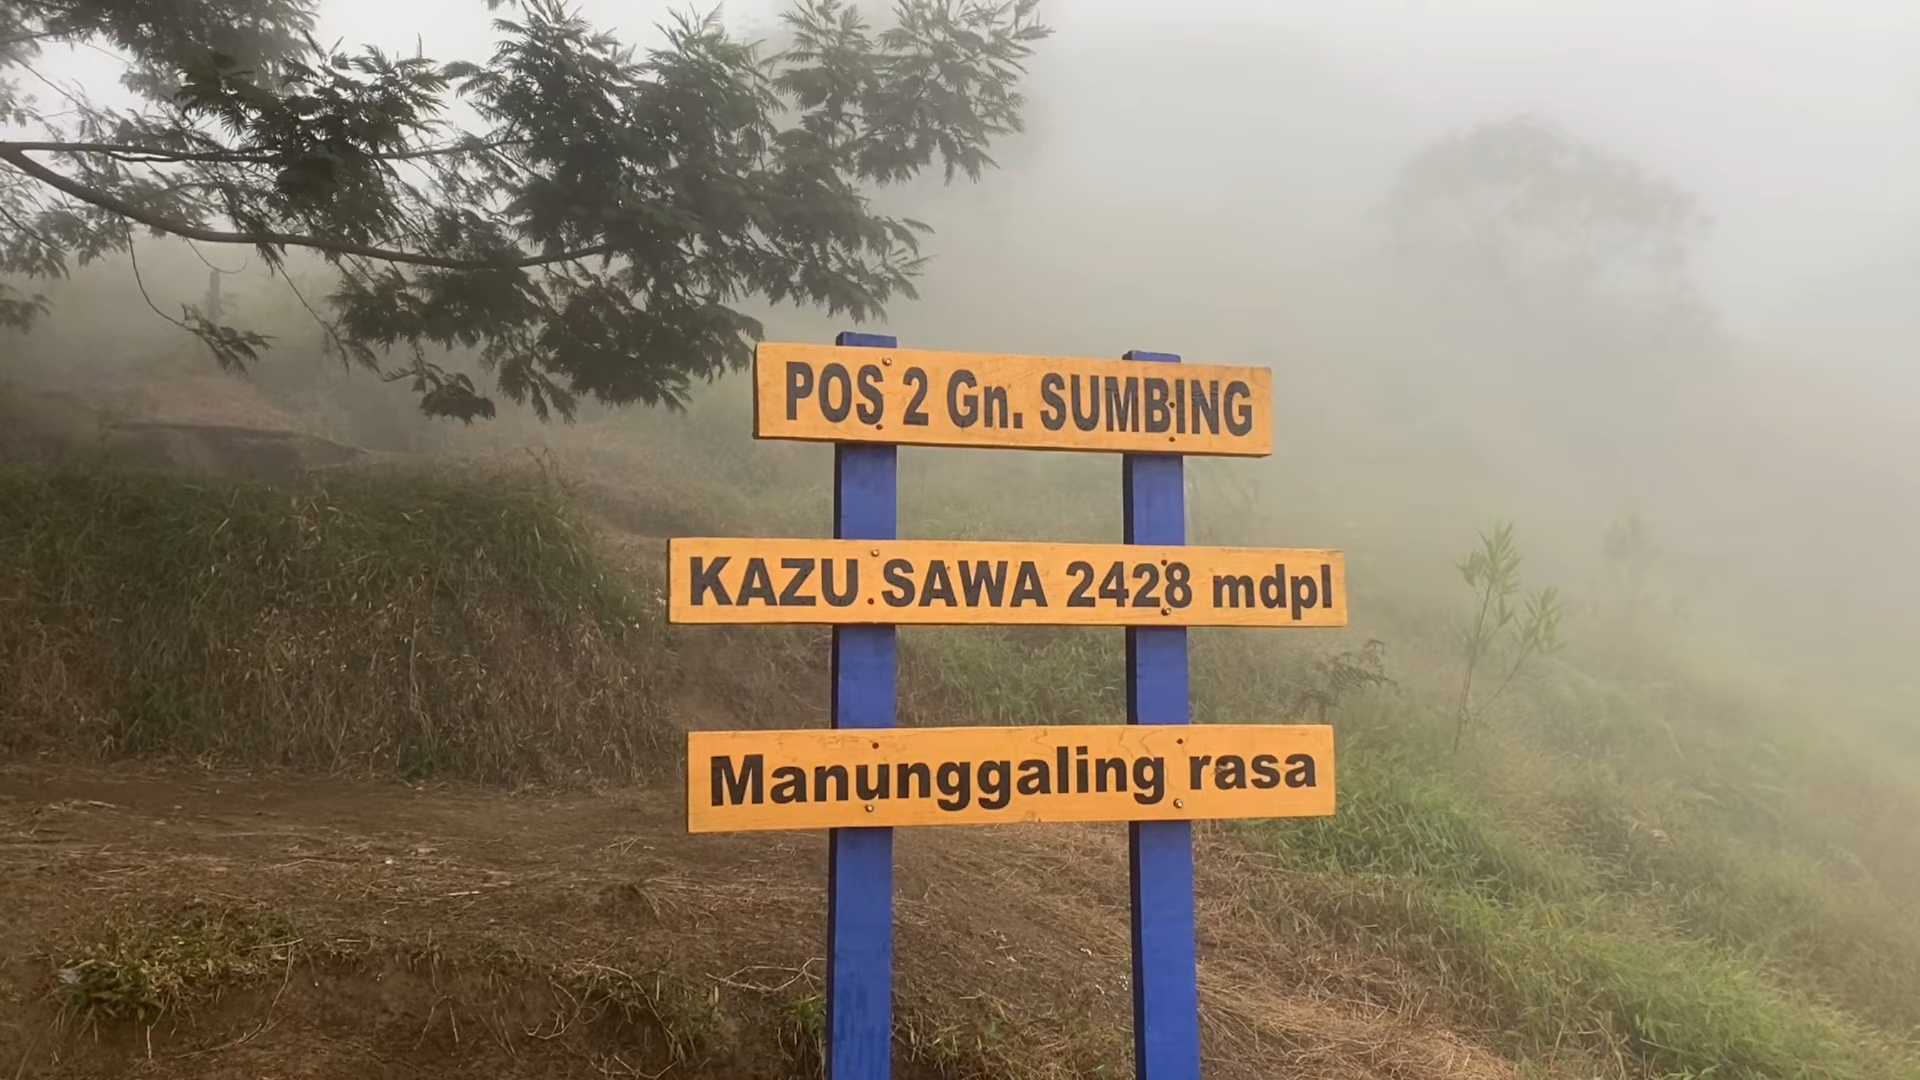 POS 2 Gn. SUMBING
KAZU SAWA 2428 mdpl
Manunggaling rasa